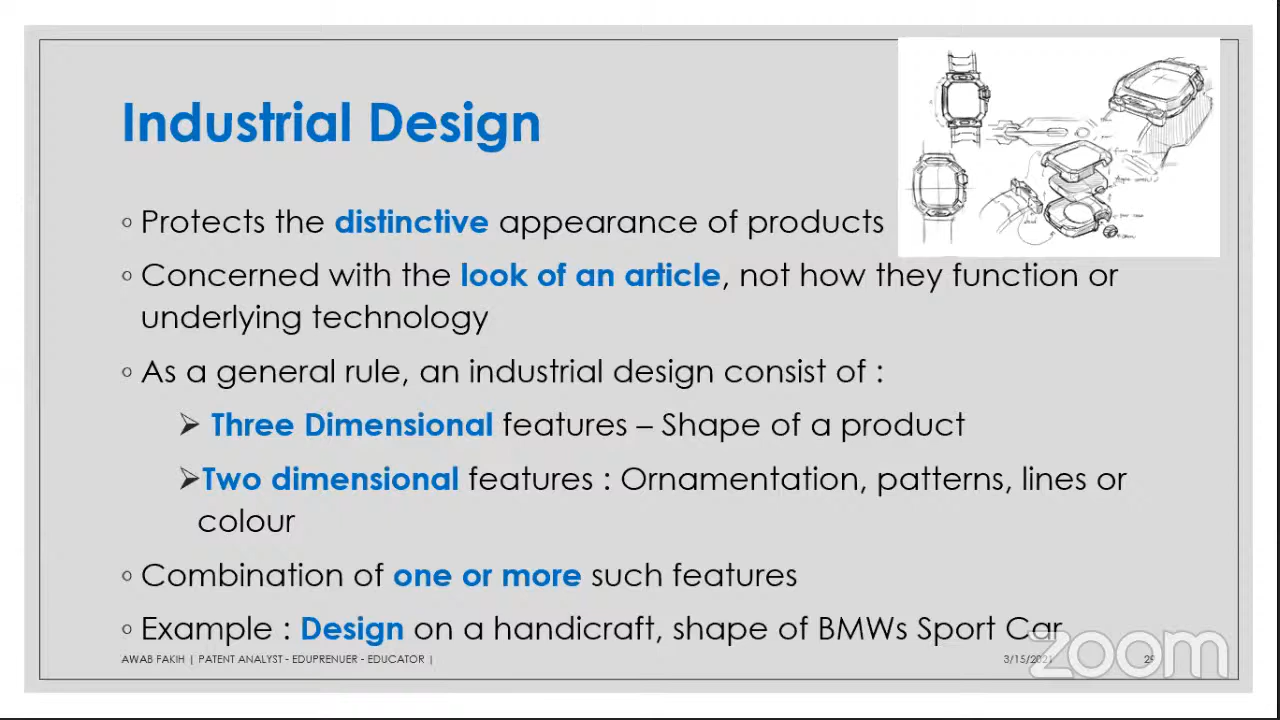 Industrial Design
◦ Protects the distinctive appearance of products
◦ Concerned with the look of an article, not how they function or
underlying technology
◦ As a general rule, an industrial design consist of :
➢ Three Dimensional features – Shape of a product
➢Two dimensional features : Ornamentation, patterns, lines or
colour
◦ Combination of one or more such features
◦ Example : Design on a handicraft, shape of BMWs Sport Car
AWAB FAKIH | PATENT ANALYST - EDUPRENUER - EDUCATOR |
zoom